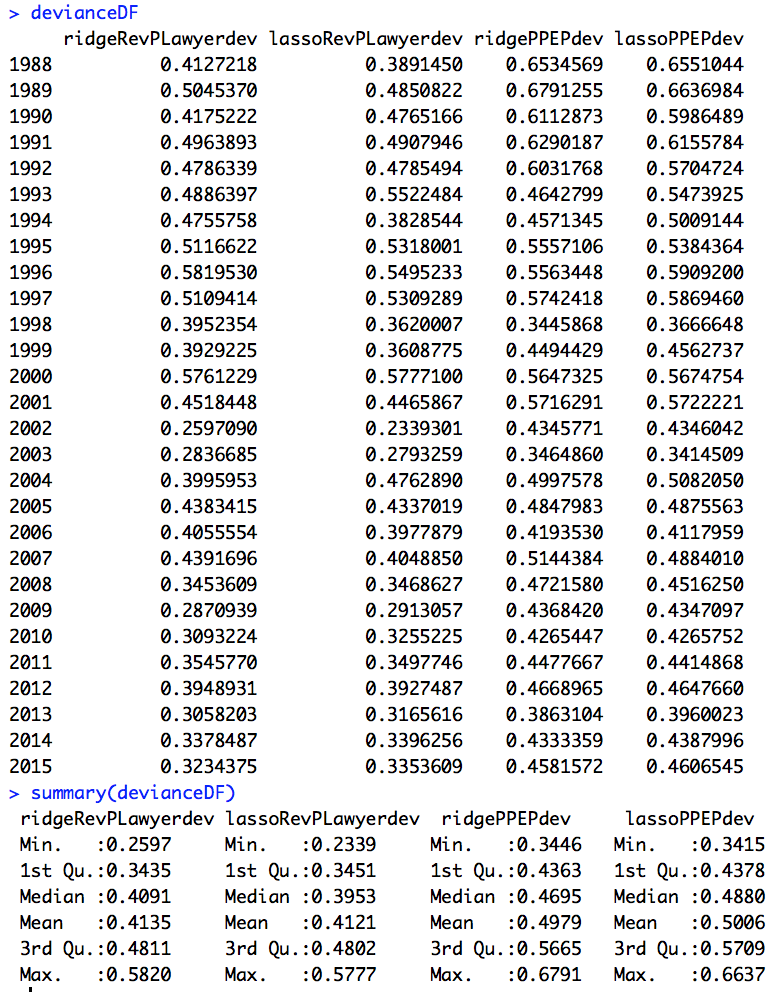 > devianceDF
ridgeRevPLawyerdev lassoRevPLawyerdev ridgePPEPdev lassoPPEPdev
1988 0.4127218 0.3891450 0.6534569 0.6551044
1989 0.5045370 0.4850822 0.6791255 0.6636984
1990 0.4175222 0.4765166 0.6112873 0.5986489
1991 0.4963893 0.4907946 0.6290187 0.6155784
1992 0.4786339 0.4785494 0.6031768 0.5704724
1993 0.4886397 0.5522484 0.4642799 0.5473925
1994 0.4755758 0.3828544 0.4571345 0.5009144
1995 0.5116622 0.5318001 0.5557106 0.5384364
1996 0.5819530 0.5495233 0.5563448 0.5909200
1997 0.5109414 0.5309289 0.5742418 0.5869460
1998 0.3952354 0.3620007 0.3445868 0.3666648
1999 0.3929225 0.3608775 0.4494429 0.4562737
2000 0.5761229 0.5777100 0.5647325 0.5674754
2001 0.4518448 0.4465867 0.5716291 0.5722221
2002 0.2597090 0.2339301 0.4345771 0.4346042
2003 0.2836685 0.2793259 0.3464860 0.3414509
2004 0.3995953 0.4762890 0.4997578 0.5082050
2005 0.4383415 0.4337019 0.4847983 0.4875563
2006 0.4055554 0.3977879 0.4193530 0.4117959
2007 0.4391696 0.4048850 0.5144384 0.4884010
2008 0.3453609 0.3468627 0.4721580 0.4516250
2009 0.2870939 0.2913057 0.4368420 0.4347097
2010 0.3093224 0.3255225 0.4265447 0.4265752
2011 0.3545770 0.3497746 0.4477667 0.4414868
2012 0.3948931 0.3927487 0.4668965 0.4647660
2013 0.3058203 0.3165616 0.3863104 0.3960023
2014 0.3378487 0.3396256 0.4333359 0.4387996
2015 0.3234375 0.3353609 0.4581572 0.4606545
> summary(devianceDF)
ridgeRevPLawyerdev lassoRevPLawyerdev ridgePPEPdev lassoPPEPdev
Min. :0.2597 Min. :0.2339 Min. :0.3446 Min. :0.3415
1st Qu.:0.3435 1st Qu.:0.3451 1st Qu.:0.4363 1st Qu.:0.4378
Median :0.4091 Median :0.3953 Median :0.4695 Median :0.4880
Mean :0.4135 Mean :0.4121 Mean :0.4979 Mean :0.5006
3rd Qu.:0.4811 3rd Qu.:0.4802 3rd Qu.:0.5665 3rd Qu.:0.5709
Max. :0.5820 Max. :0.5777 Max. :0.6791 Max. :0.6637